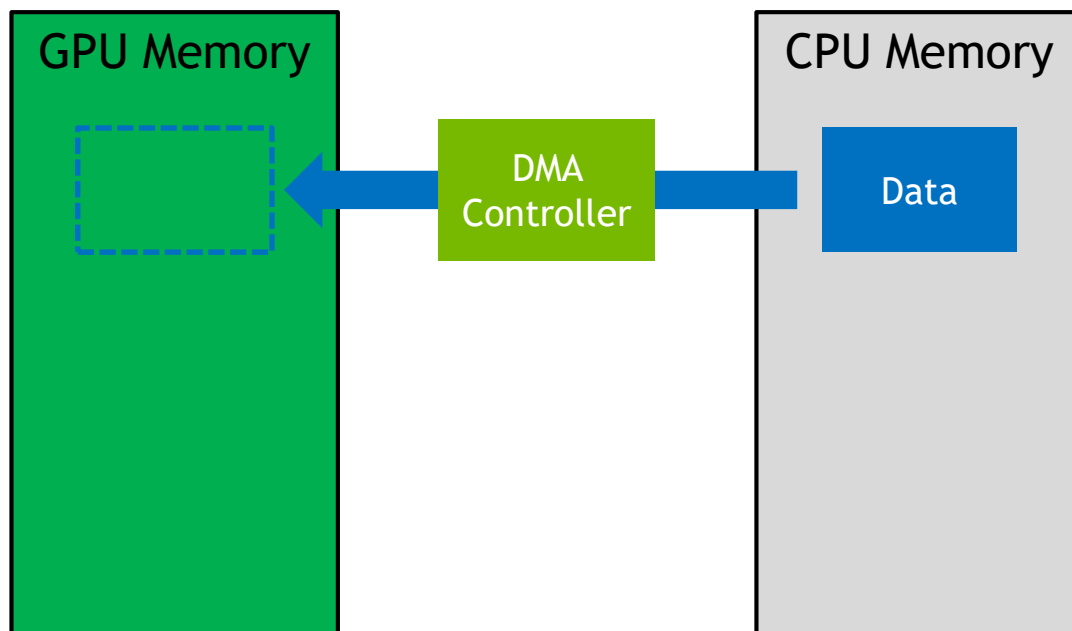 GPU Memory
CPU Memory
DMA
Controller
Data